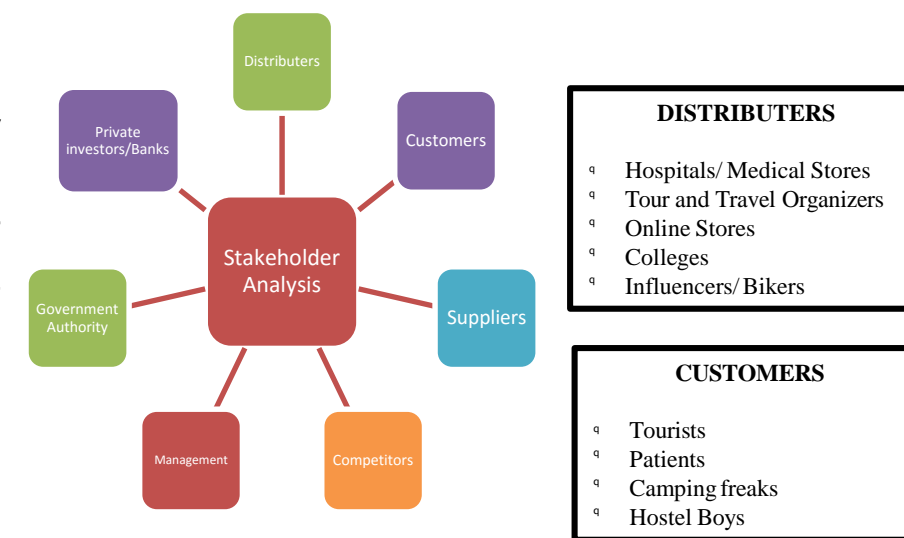 Distributers
Private
investors/Banks
Customers
Stakeholder
Analysis
Government
Authority
Suppliers
Management
Competitors
DISTRIBUTERS
q Hospitals/ Medical Stores
q Tour and Travel Organizers
q Online Stores
q Colleges
q Influencers/ Bikers
CUSTOMERS
q Tourists
q Patients
q Camping freaks
q Hostel Boys